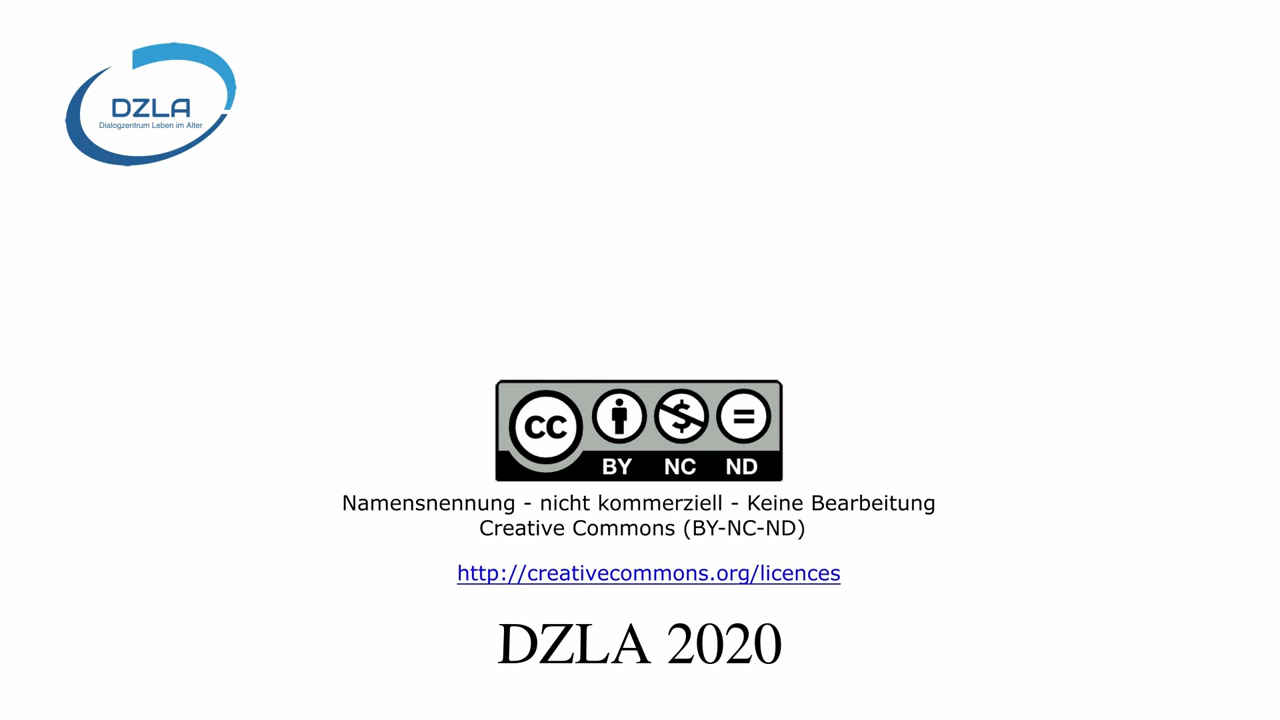 DZLA
Dialogzentrum Leben im Alter
CC
BY NC ND
Namensnennung - nicht kommerziell - Keine Bearbeitung
Creative Commons (BY-NC-ND)
http://creativecommons.org/licences
DZLA 2020